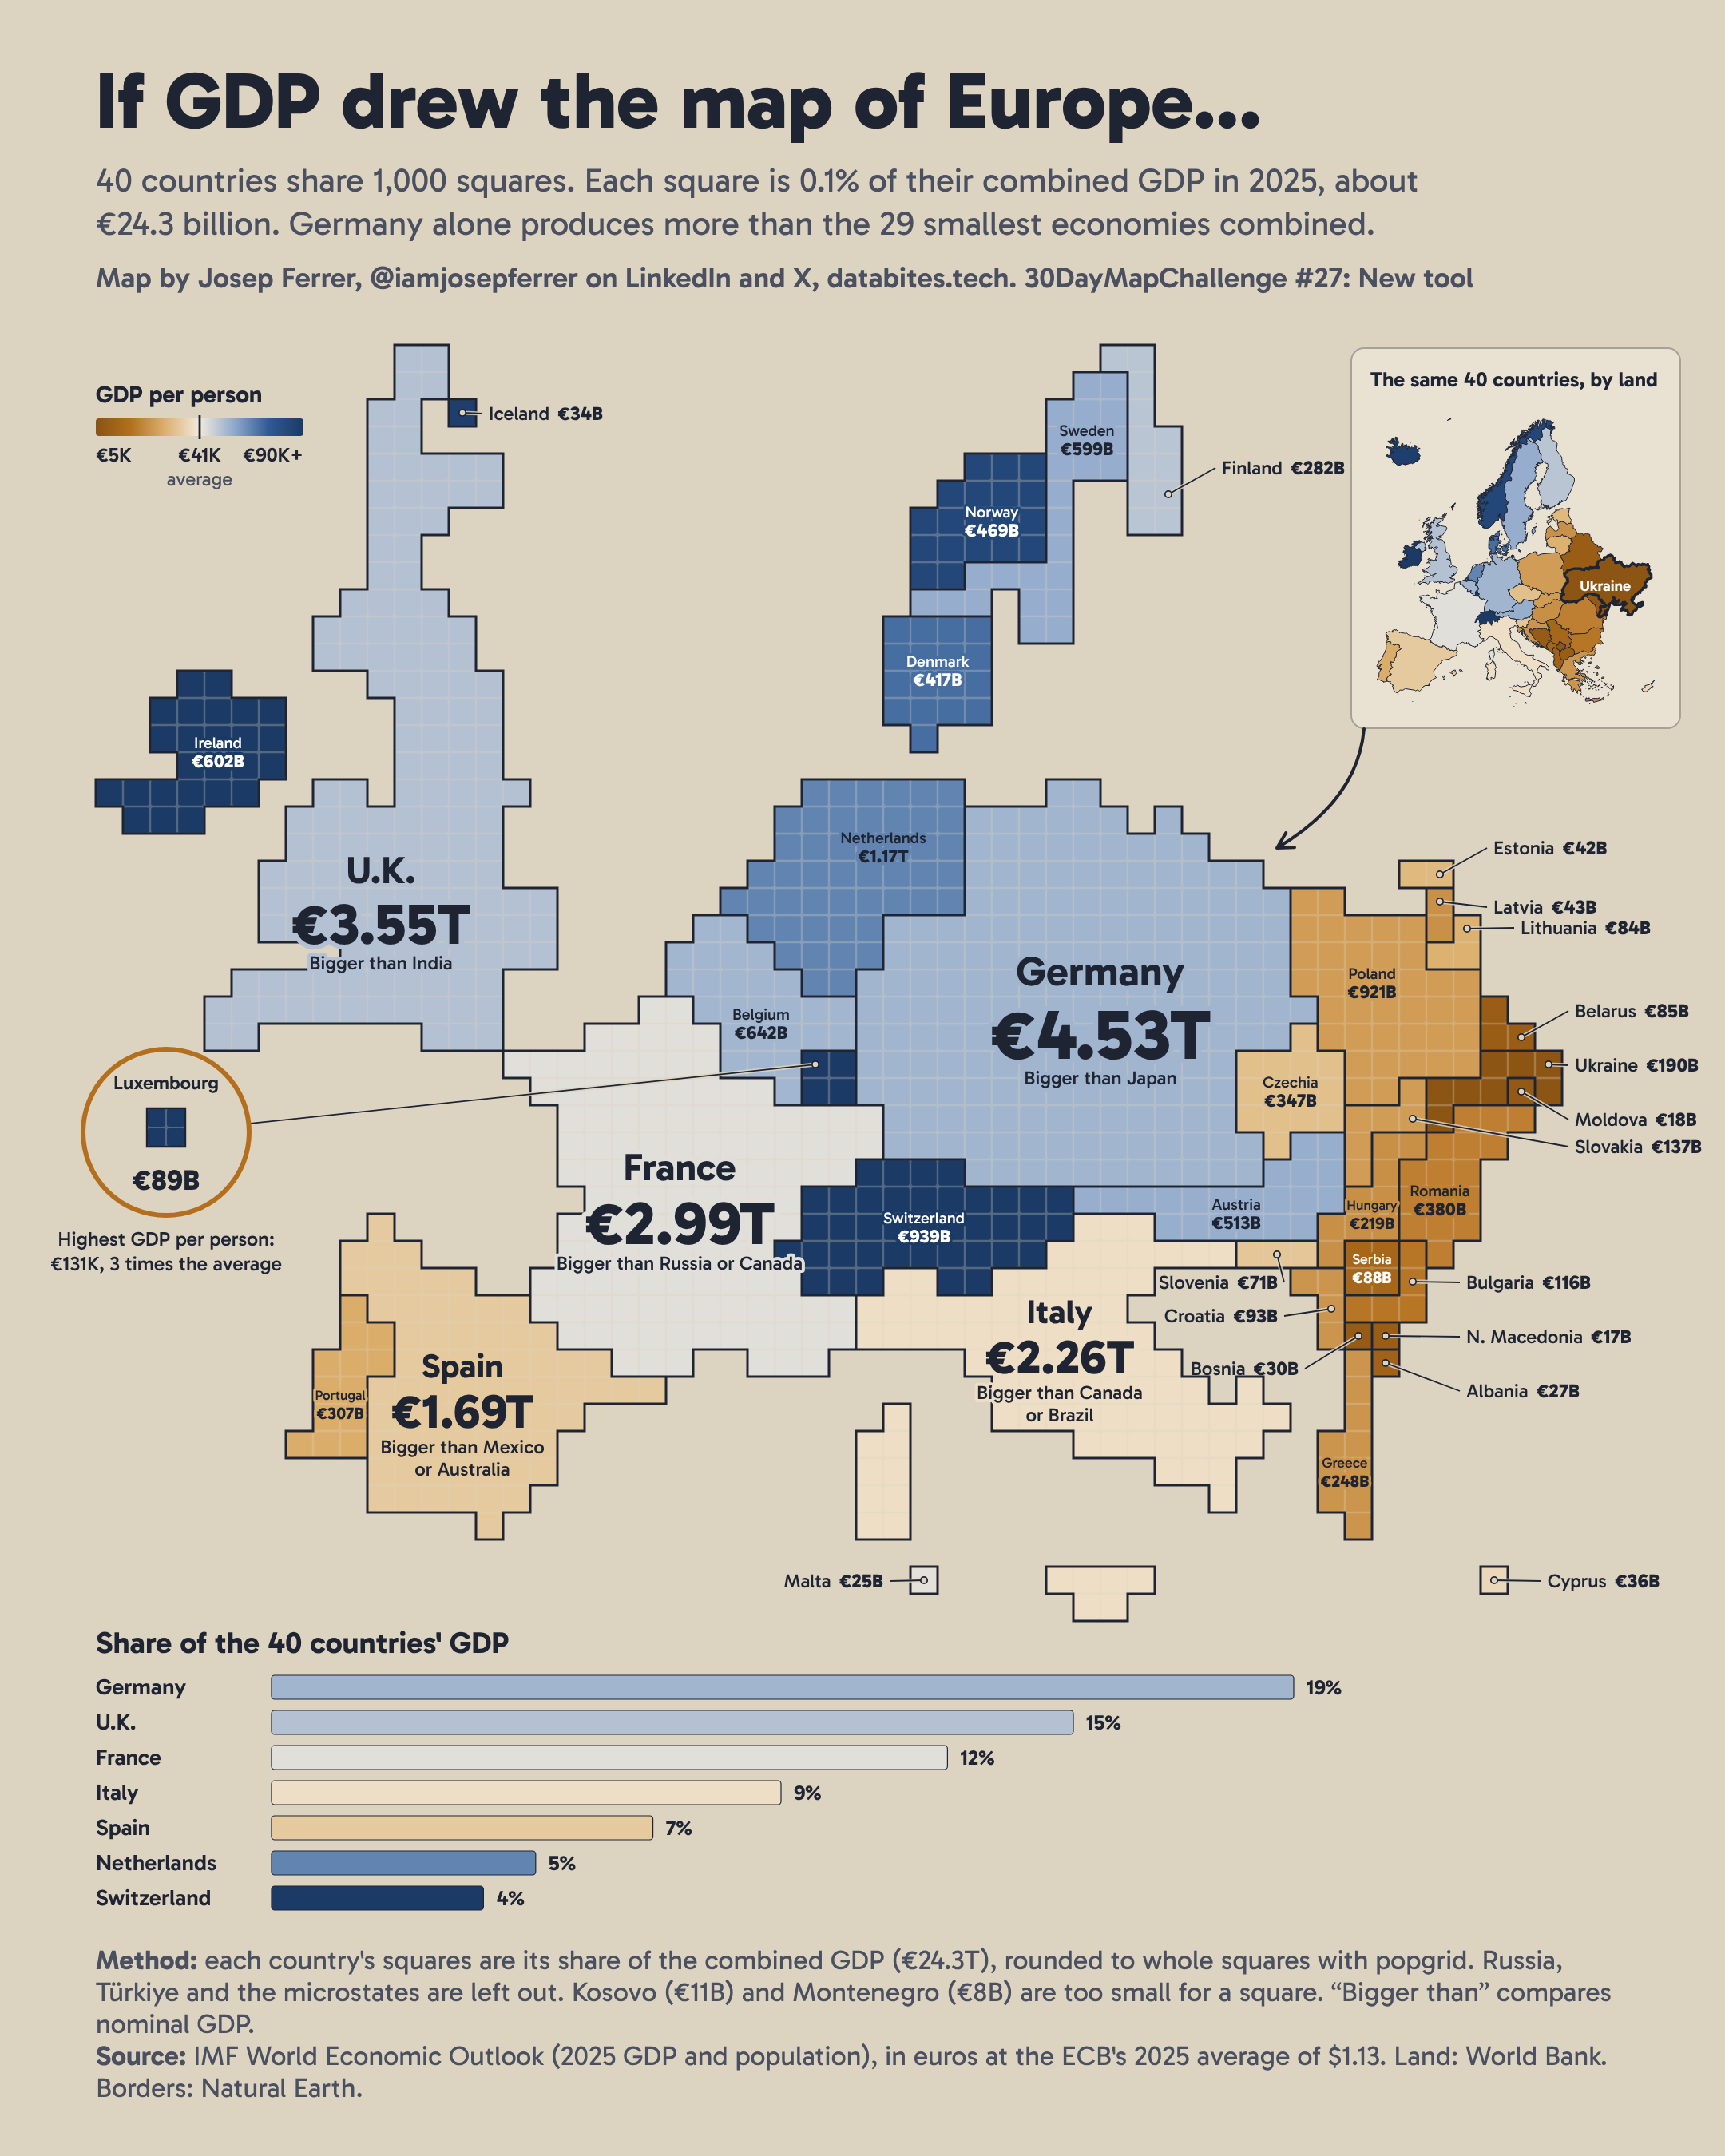 If GDP drew the map of Europe...
40 countries share 1,000 squares. Each square is 0.1% of their combined GDP in 2025, about
€24.3 billion. Germany alone produces more than the 29 smallest economies combined.
Map by Josep Ferrer, @iamjosepferrer on LinkedIn and X, databites.tech. 30DayMapChallenge #27: New tool
GDP per person
€5K €41K €90K+
average
Iceland €34B
Sweden
€599B
Finland €282B
Norway
€469B
Denmark
€417B
The same 40 countries, by land
Ukraine
Ireland
€602B
U.K.
€3.55T
Bigger than India
Netherlands
€1.17T
Germany
€4.53T
Bigger than Japan
Belgium
€642B
Poland
€921B
Estonia €42B
Latvia €43B
Lithuania €84B
Belarus €85B
Ukraine €190B
Moldova €18B
Slovakia €137B
Czechia
€347B
Luxembourg
€89B
Highest GDP per person:
€131K, 3 times the average
France
€2.99T
Bigger than Russia or Canada
Switzerland
€939B
Austria
€513B
Hungary
€219B
Romania
€380B
Serbia
€88B
Slovenia €71B
Bulgaria €116B
Croatia €93B
N. Macedonia €17B
Bosnia €30B
Albania €27B
Italy
€2.26T
Bigger than Canada
or Brazil
Spain
€1.69T
Bigger than Mexico
or Australia
Portugal
€307B
Greece
€248B
Malta €25B
Cyprus €36B
Share of the 40 countries' GDP
Germany 19%
U.K. 15%
France 12%
Italy 9%
Spain 7%
Netherlands 5%
Switzerland 4%
Method: each country's squares are its share of the combined GDP (€24.3T), rounded to whole squares with popgrid. Russia,
Türkiye and the microstates are left out. Kosovo (€11B) and Montenegro (€8B) are too small for a square. “Bigger than” compares
nominal GDP.
Source: IMF World Economic Outlook (2025 GDP and population), in euros at the ECB's 2025 average of $1.13. Land: World Bank.
Borders: Natural Earth.